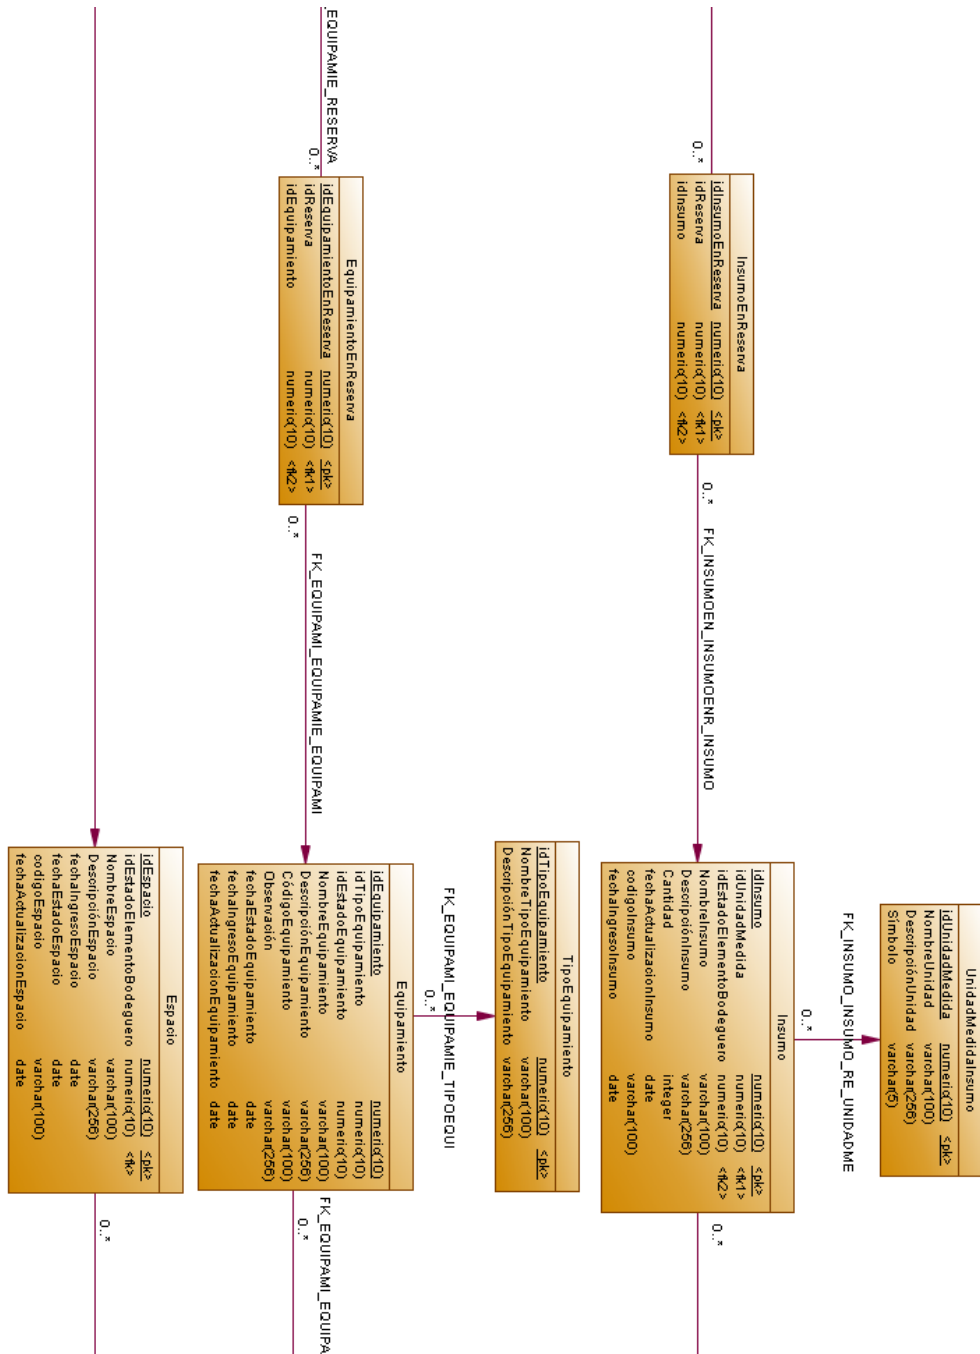 UnidadMedidaInsumo
idUnidadMedida numeric(10) <pk>
NombreUnidad varchar(100)
DescripciónUnidad varchar(256)
Símbolo varchar(5)
FK_INSUMO_INSUMO_RE_UNIDADME
0..*
InsumoEnReserva
idInsumoEnReserva numeric(10) <pk>
idReserva numeric(10) <fk1>
idInsumo numeric(10) <fk2>
0..*
0..*
FK_INSUMOEN_INSUMOENR_INSUMO
Insumo
idInsumo numeric(10) <pk>
idUnidadMedida numeric(10) <fk1>
idEstadoElementoBodeguero numeric(10) <fk2>
NombreInsumo varchar(100)
DescripciónInsumo varchar(256)
Cantidad integer
fechaActualizacionInsumo date
codigoInsumo varchar(100)
fechaIngresoInsumo date
0..*
TipoEquipamiento
idTipoEquipamiento numeric(10) <pk>
NombreTipoEquipamiento varchar(100)
DescripciónTipoEquipamiento varchar(256)
FK_EQUIPAMI_EQUIPAMIE_TIPOEQUI
0..*
_EQUIPAMIE_RESERVA
0..*
EquipamientoEnReserva
idEquipamientoEnReserva numeric(10) <pk>
idReserva numeric(10) <fk1>
idEquipamiento numeric(10) <fk2>
0..*
FK_EQUIPAMI_EQUIPAMIE_EQUIPAMI
Equipamiento
idEquipamiento numeric(10)
idTipoEquipamiento numeric(10)
idEstadoEquipamiento numeric(10)
NombreEquipamiento varchar(100)
DescripciónEquipamiento varchar(256)
CódigoEquipamiento varchar(100)
Observación varchar(256)
fechaEstadoEquipamiento date
fechaIngresoEquipamiento date
fechaActualizacionEquipamiento date
FK_EQUIPAMI_EQUIPA
0..*
Espacio
idEspacio numeric(10) <pk>
idEstadoElementoBodeguero numeric(10) <fk>
NombreEspacio varchar(100)
DescripciónEspacio varchar(256)
fechaIngresoEspacio date
fechaEstadoEspacio date
codigoEspacio varchar(100)
fechaActualizacionEspacio date
0..*